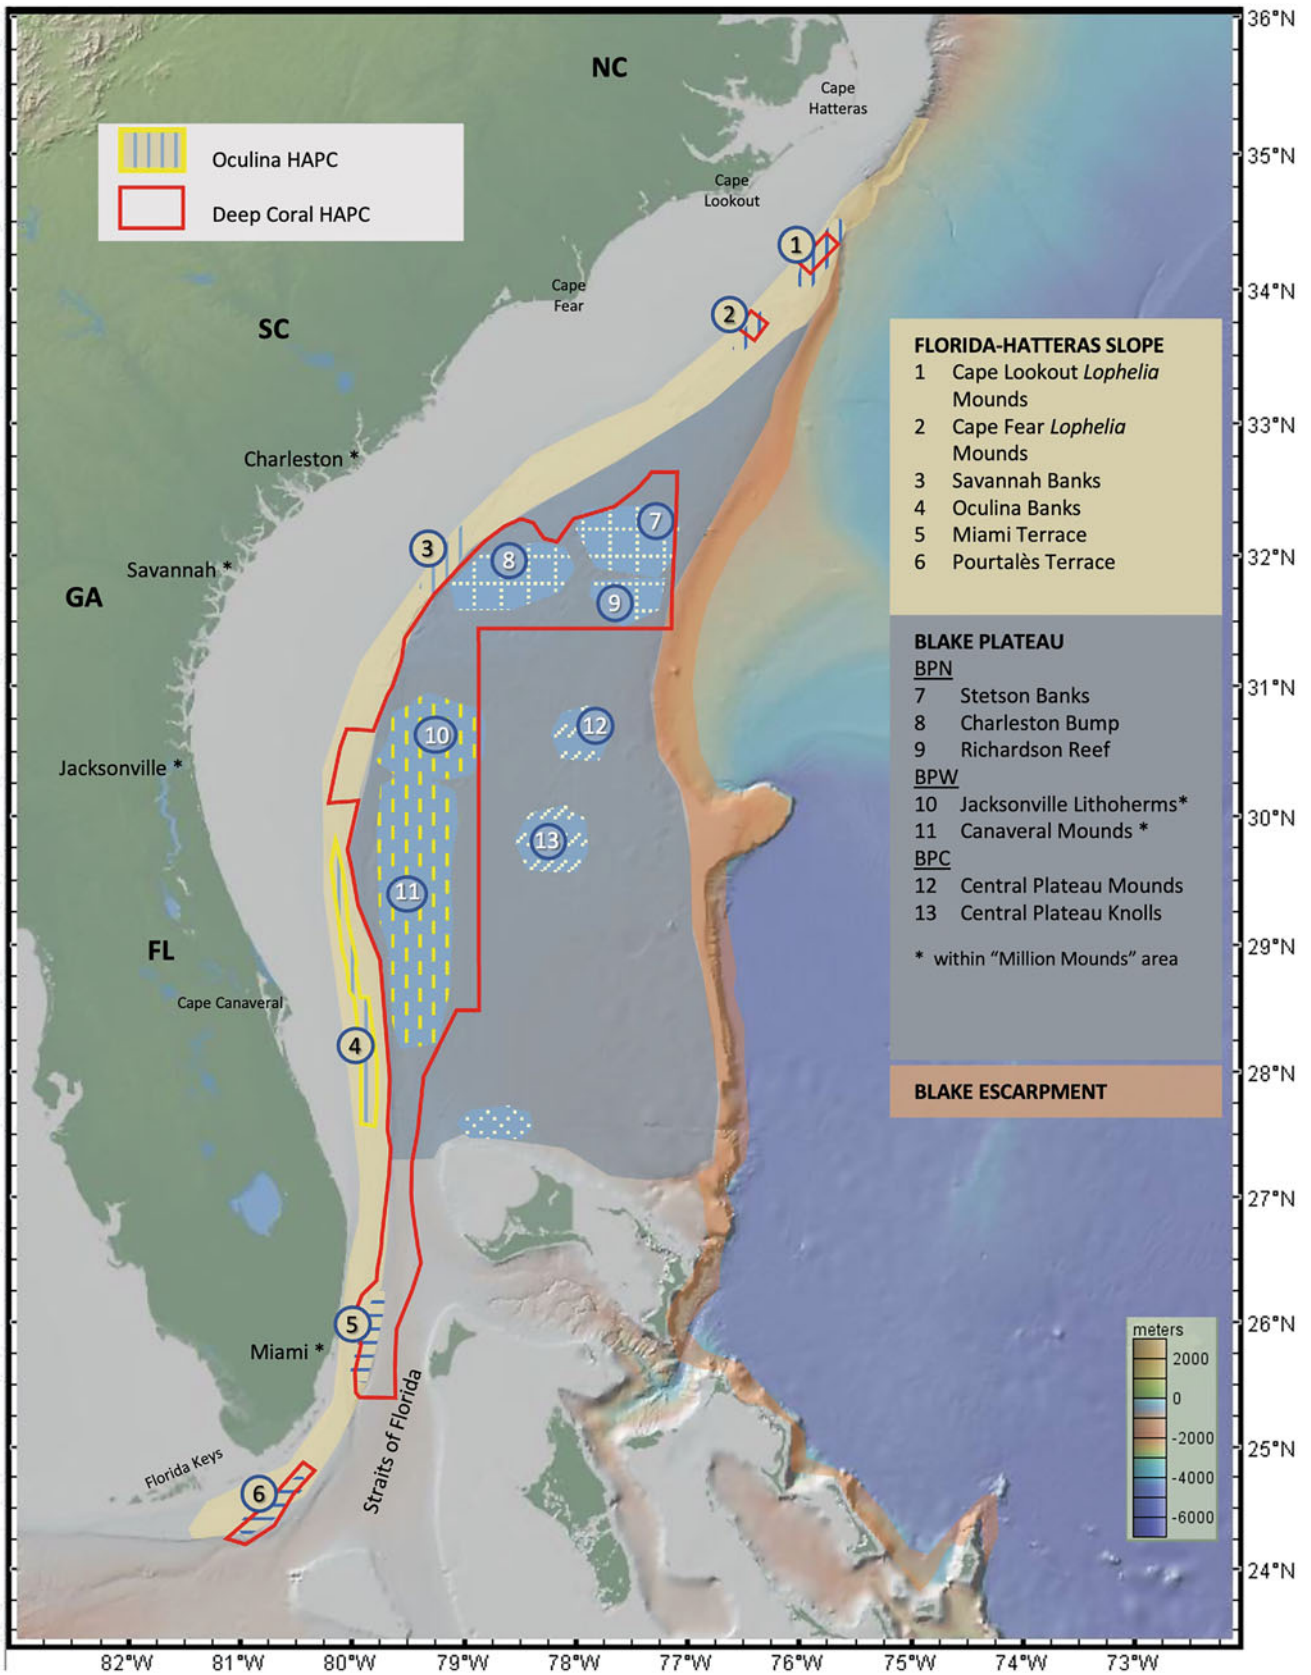 36°N
NC
Cape
Hatteras
Oculina HAPC
Deep Coral HAPC
35°N
Cape
Lookout
1
34°N
Cape
Fear
2
SC
FLORIDA-HATTERAS SLOPE
1 Cape Lookout Lophelia
Mounds
2 Cape Fear Lophelia
Mounds
3 Savannah Banks
4 Oculina Banks
5 Miami Terrace
6 Pourtalès Terrace
33°N
Charleston *
7
3
8
32°N
Savannah *
GA
9
BLAKE PLATEAU
BPN
7 Stetson Banks
8 Charleston Bump
9 Richardson Reef
BPW
10 Jacksonville Lithoherms*
11 Canaveral Mounds *
BPC
12 Central Plateau Mounds
13 Central Plateau Knolls
* within “Million Mounds” area
31°N
10
12
Jacksonville *
30°N
13
11
29°N
FL
Cape Canaveral
4
28°N
BLAKE ESCARPMENT
27°N
26°N
5
Miami *
meters
2000
0
-2000
-4000
-6000
Straits of Florida
25°N
Florida Keys
6
24°N
82°W 81°W 80°W 79°W 78°W 77°W 76°W 75°W 74°W 73°W